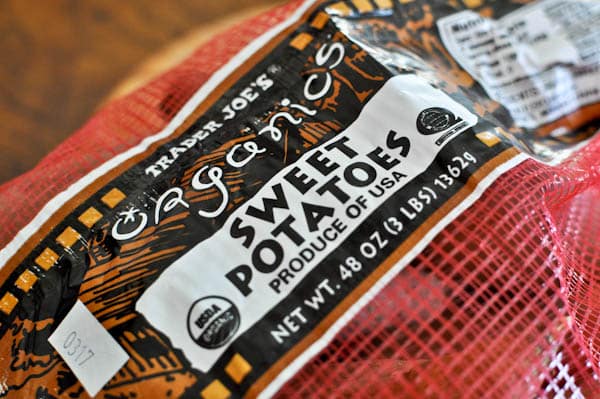 TRADER JOE'S
ORganics
SWEET
POTATOES
PRODUCE OF USA
NET WT. 48 OZ (3 LBS) 1362g
USDA
ORGANIC
0317